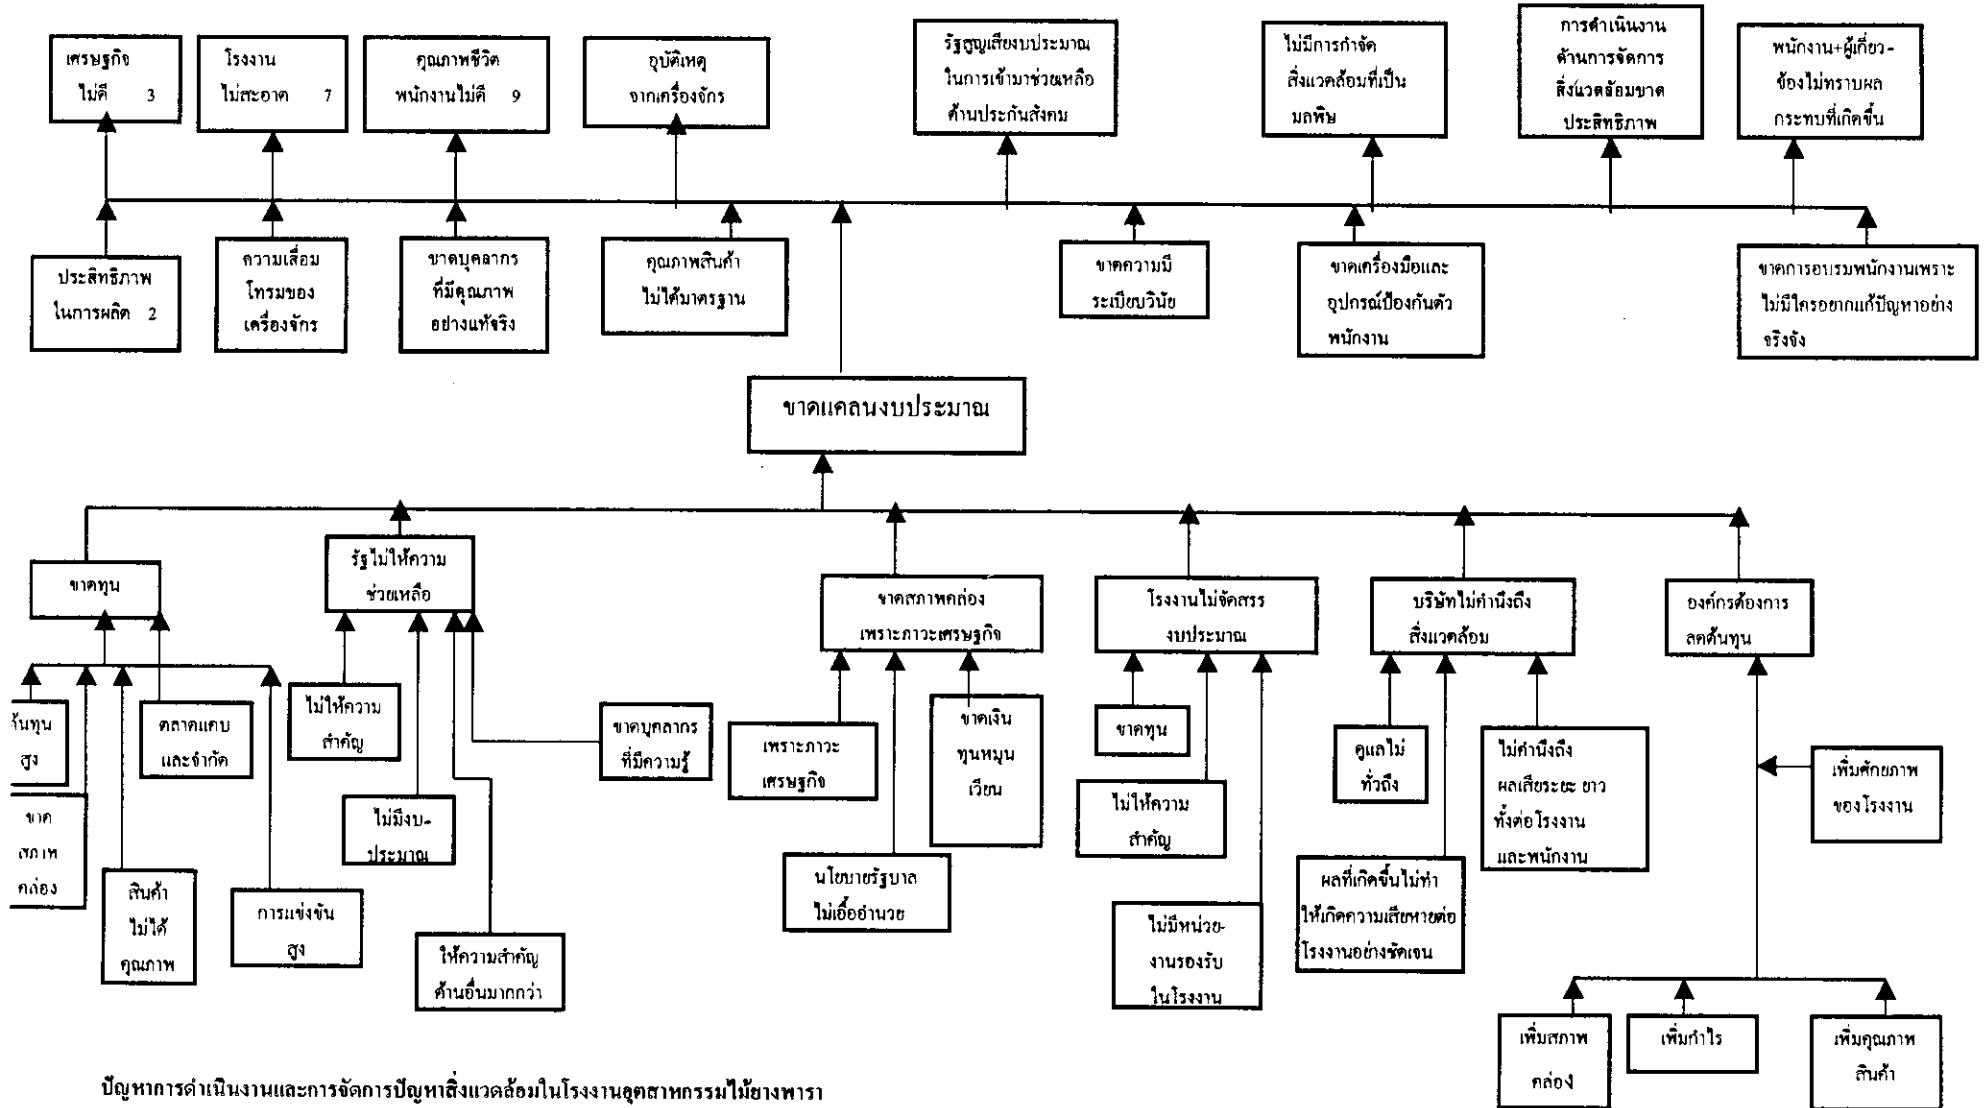 เศรษฐกิจ
ไม่ดี 3
โรงงาน
ไม่สะอาด 7
คุณภาพชีวิต
พนักงานไม่ดี 9
อุบัติเหตุ
จากเครื่องจักร
รัฐสูญเสียงบประมาณ
ในการเข้ามาช่วยเหลือ
ด้านประกันสังคม
ไม่มีการกำจัด
สิ่งแวดล้อมที่เป็น
มลพิษ
การดำเนินงาน
ด้านการจัดการ
สิ่งแวดล้อมขาด
ประสิทธิภาพ
พนักงาน+ผู้เกี่ยว-
ข้องไม่ทราบผล
กระทบที่เกิดขึ้น
ประสิทธิภาพ
ในการผลิต 2
ความเสื่อม
โทรมของ
เครื่องจักร
ขาดบุคลากร
ที่มีคุณภาพ
อย่างแท้จริง
คุณภาพสินค้า
ไม่ได้มาตรฐาน
ขาดความมี
ระเบียบวินัย
ขาดเครื่องมือและ
อุปกรณ์ป้องกันตัว
พนักงาน
ขาดการอบรมพนักงานเพราะ
ไม่มีใครอยากแก้ปัญหาอย่าง
จริงจัง
ขาดแคลนงบประมาณ
ขาดทุน
รัฐไม่ให้ความ
ช่วยเหลือ
ขาดสภาพคล่อง
เพราะภาวะเศรษฐกิจ
โรงงานไม่จัดสรร
งบประมาณ
บริษัทไม่คำนึงถึง
สิ่งแวดล้อม
องค์กรต้องการ
ลดต้นทุน
ต้นทุน
สูง
ขาด
สภาพ
คล่อง
สินค้า
ไม่ได้
คุณภาพ
ตลาดแคบ
และจำกัด
การแข่งขัน
สูง
ไม่ให้ความ
สำคัญ
ไม่มีงบ-
ประมาณ
ให้ความสำคัญ
ด้านอื่นมากกว่า
ขาดบุคลากร
ที่มีความรู้
เพราะภาวะ
เศรษฐกิจ
นโยบายรัฐบาล
ไม่เอื้ออำนวย
ขาดเงิน
ทุนหมุน
เวียน
ขาดทุน
ไม่ให้ความ
สำคัญ
ไม่มีหน่วย-
งานรองรับ
ในโรงงาน
ดูแลไม่
ทั่วถึง
ผลที่เกิดขึ้นไม่ทำ
ให้เกิดความเสียหายต่อ
โรงงานอย่างชัดเจน
ไม่คำนึงถึง
ผลเสียระยะ ยาว
ทั้งต่อโรงงาน
และพนักงาน
เพิ่มศักยภาพ
ของโรงงาน
เพิ่มสภาพ
คล่อง
เพิ่มกำไร
เพิ่มคุณภาพ
สินค้า
ปัญหาการดำเนินงานและการจัดการปัญหาสิ่งแวดล้อมในโรงงานอุตสาหกรรมไม้ยางพารา